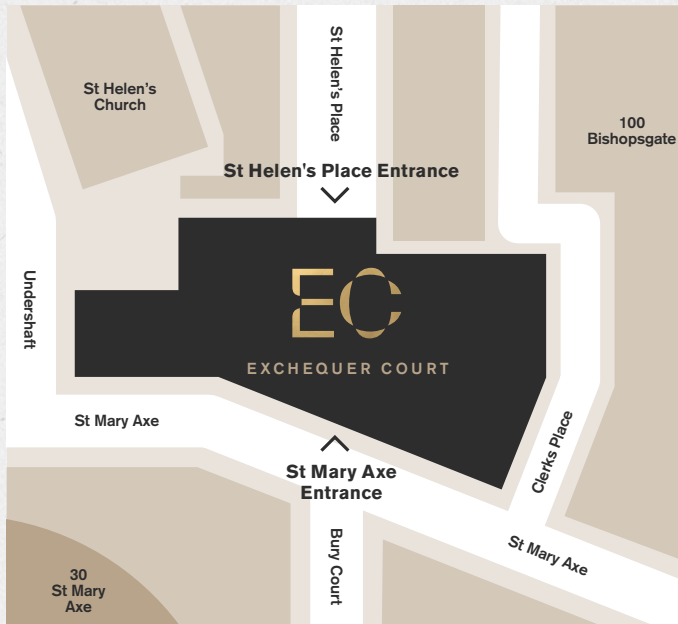 St Helen's Place
St Helen's
Church
100
Bishopsgate
St Helen's Place Entrance
Undershaft
EC
EXCHEQUER COURT
St Mary Axe
Clerks Place
St Mary Axe
Entrance
Bury Court
St Mary Axe
30
St Mary
Axe